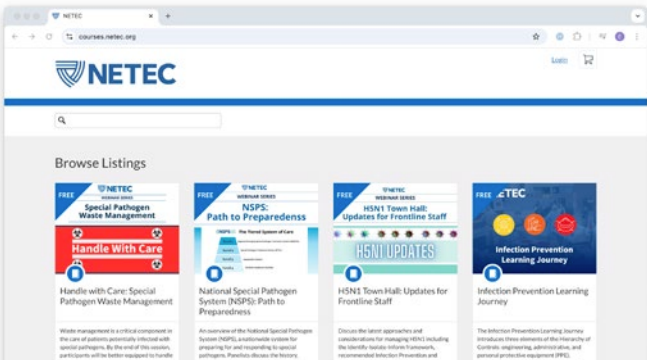 NETEC
courses.netec.org
NETEC
Login
Browse Listings
FREE
NETEC
WEBINAR SERIES
Special Pathogen
Waste Management
Handle With Care
Handle with Care: Special
Pathogen Waste Management
Waste management is a critical component in
the care of patients potentially infected with
special pathogens. By the end of this session,
participants will be better equipped to handle
FREE
NETEC
WEBINAR SERIES
NSPS:
Path to Preparedenss
NSPS
The Tiered System of Care
National Special Pathogen
System (NSPS): Path to
Preparedness
An overview of the National Special Pathogen
System (NSPS), a nationwide system for
preparing for and responding to special
pathogens. Panelists discuss the history
FREE
NETEC
WEBINAR SERIES
H5N1 Town Hall:
Updates for Frontline Staff
H5N1 UPDATES
H5N1 Town Hall: Updates for
Frontline Staff
Discuss the latest approaches and
considerations for managing H5N1 including
the identify isolate inform framework,
recommended Infection Prevention and
FREE
ETEC
Infection Prevention
Learning Journey
Infection Prevention Learning
Journey
The Infection Prevention Learning Journey
introduces three elements of the Hierarchy of
Controls: engineering, administrative, and
personal protective equipment (PPE).